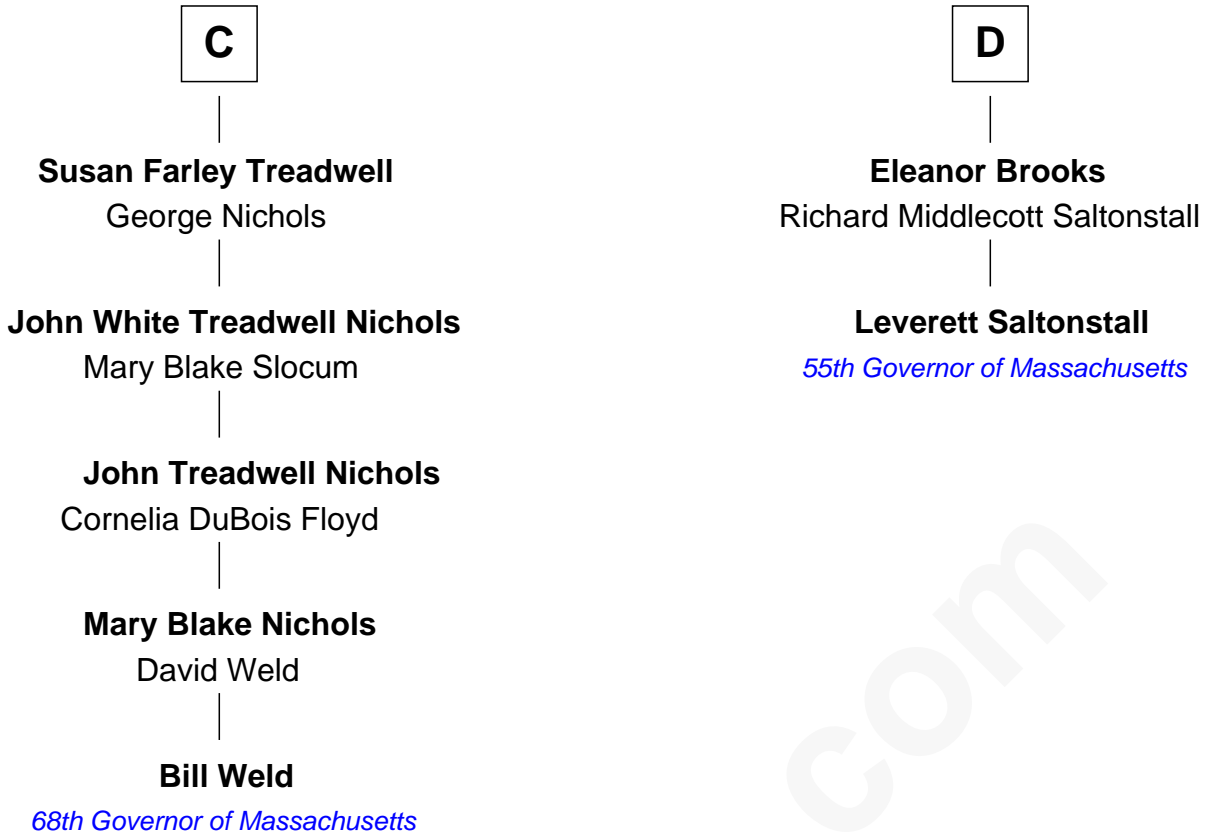 C
Susan Farley Treadwell
George Nichols
John White Treadwell Nichols
Mary Blake Slocum
John Treadwell Nichols
Cornelia DuBois Floyd
Mary Blake Nichols
David Weld
Bill Weld
68th Governor of Massachusetts
D
Eleanor Brooks
Richard Middlecott Saltonstall
Leverett Saltonstall
55th Governor of Massachusetts
com